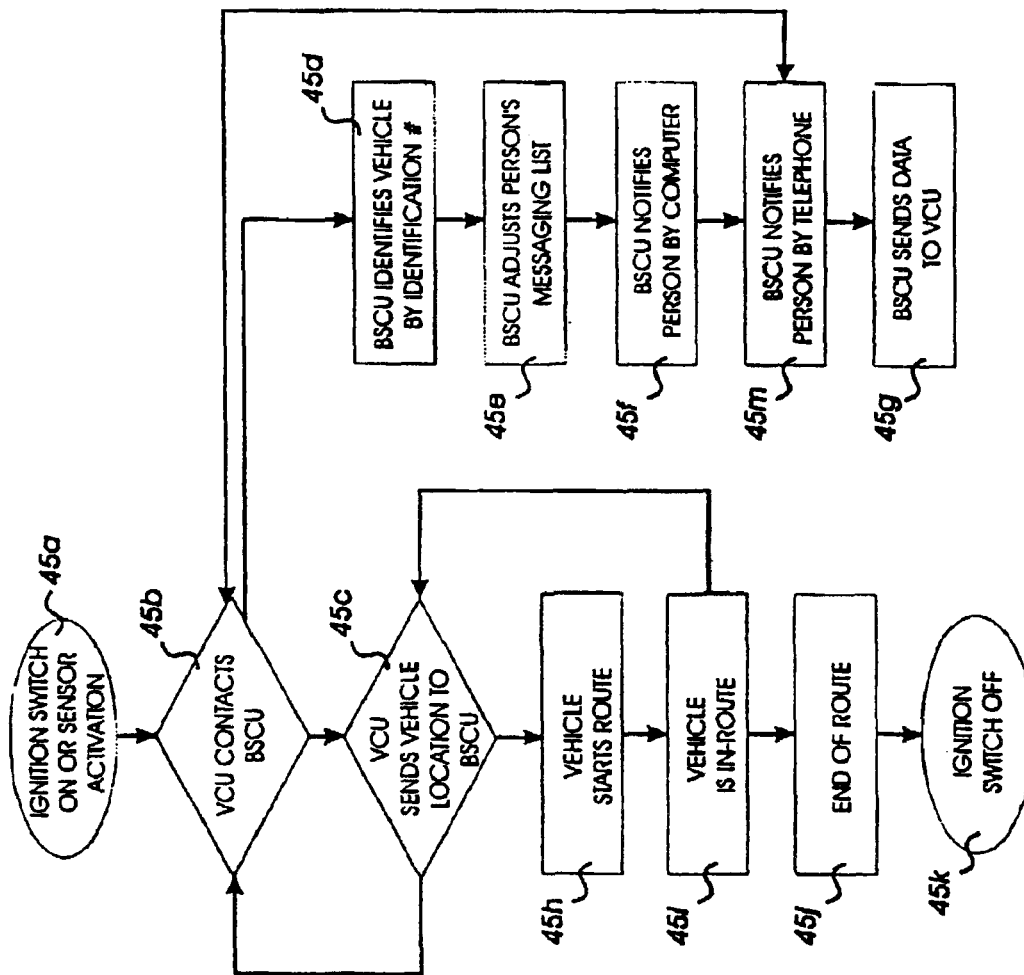 IGNITION SWITCH
ON OR SENSOR
ACTIVATION
45a
VCU CONTACTS
BSCU
45b
VCU
SENDS VEHICLE
LOCATION TO
BSCU
45c
VEHICLE
STARTS ROUTE
45h
VEHICLE
IS IN-ROUTE
45i
END OF ROUTE
45j
IGNITION
SWITCH OFF
45k
BSCU IDENTIFIES VEHICLE
BY IDENTIFICATION #
45d
BSCU ADJUSTS PERSON'S
MESSAGING LIST
45e
BSCU NOTIFIES
PERSON BY COMPUTER
45f
BSCU NOTIFIES
PERSON BY TELEPHONE
45m
BSCU SENDS DATA
TO VCU
45g